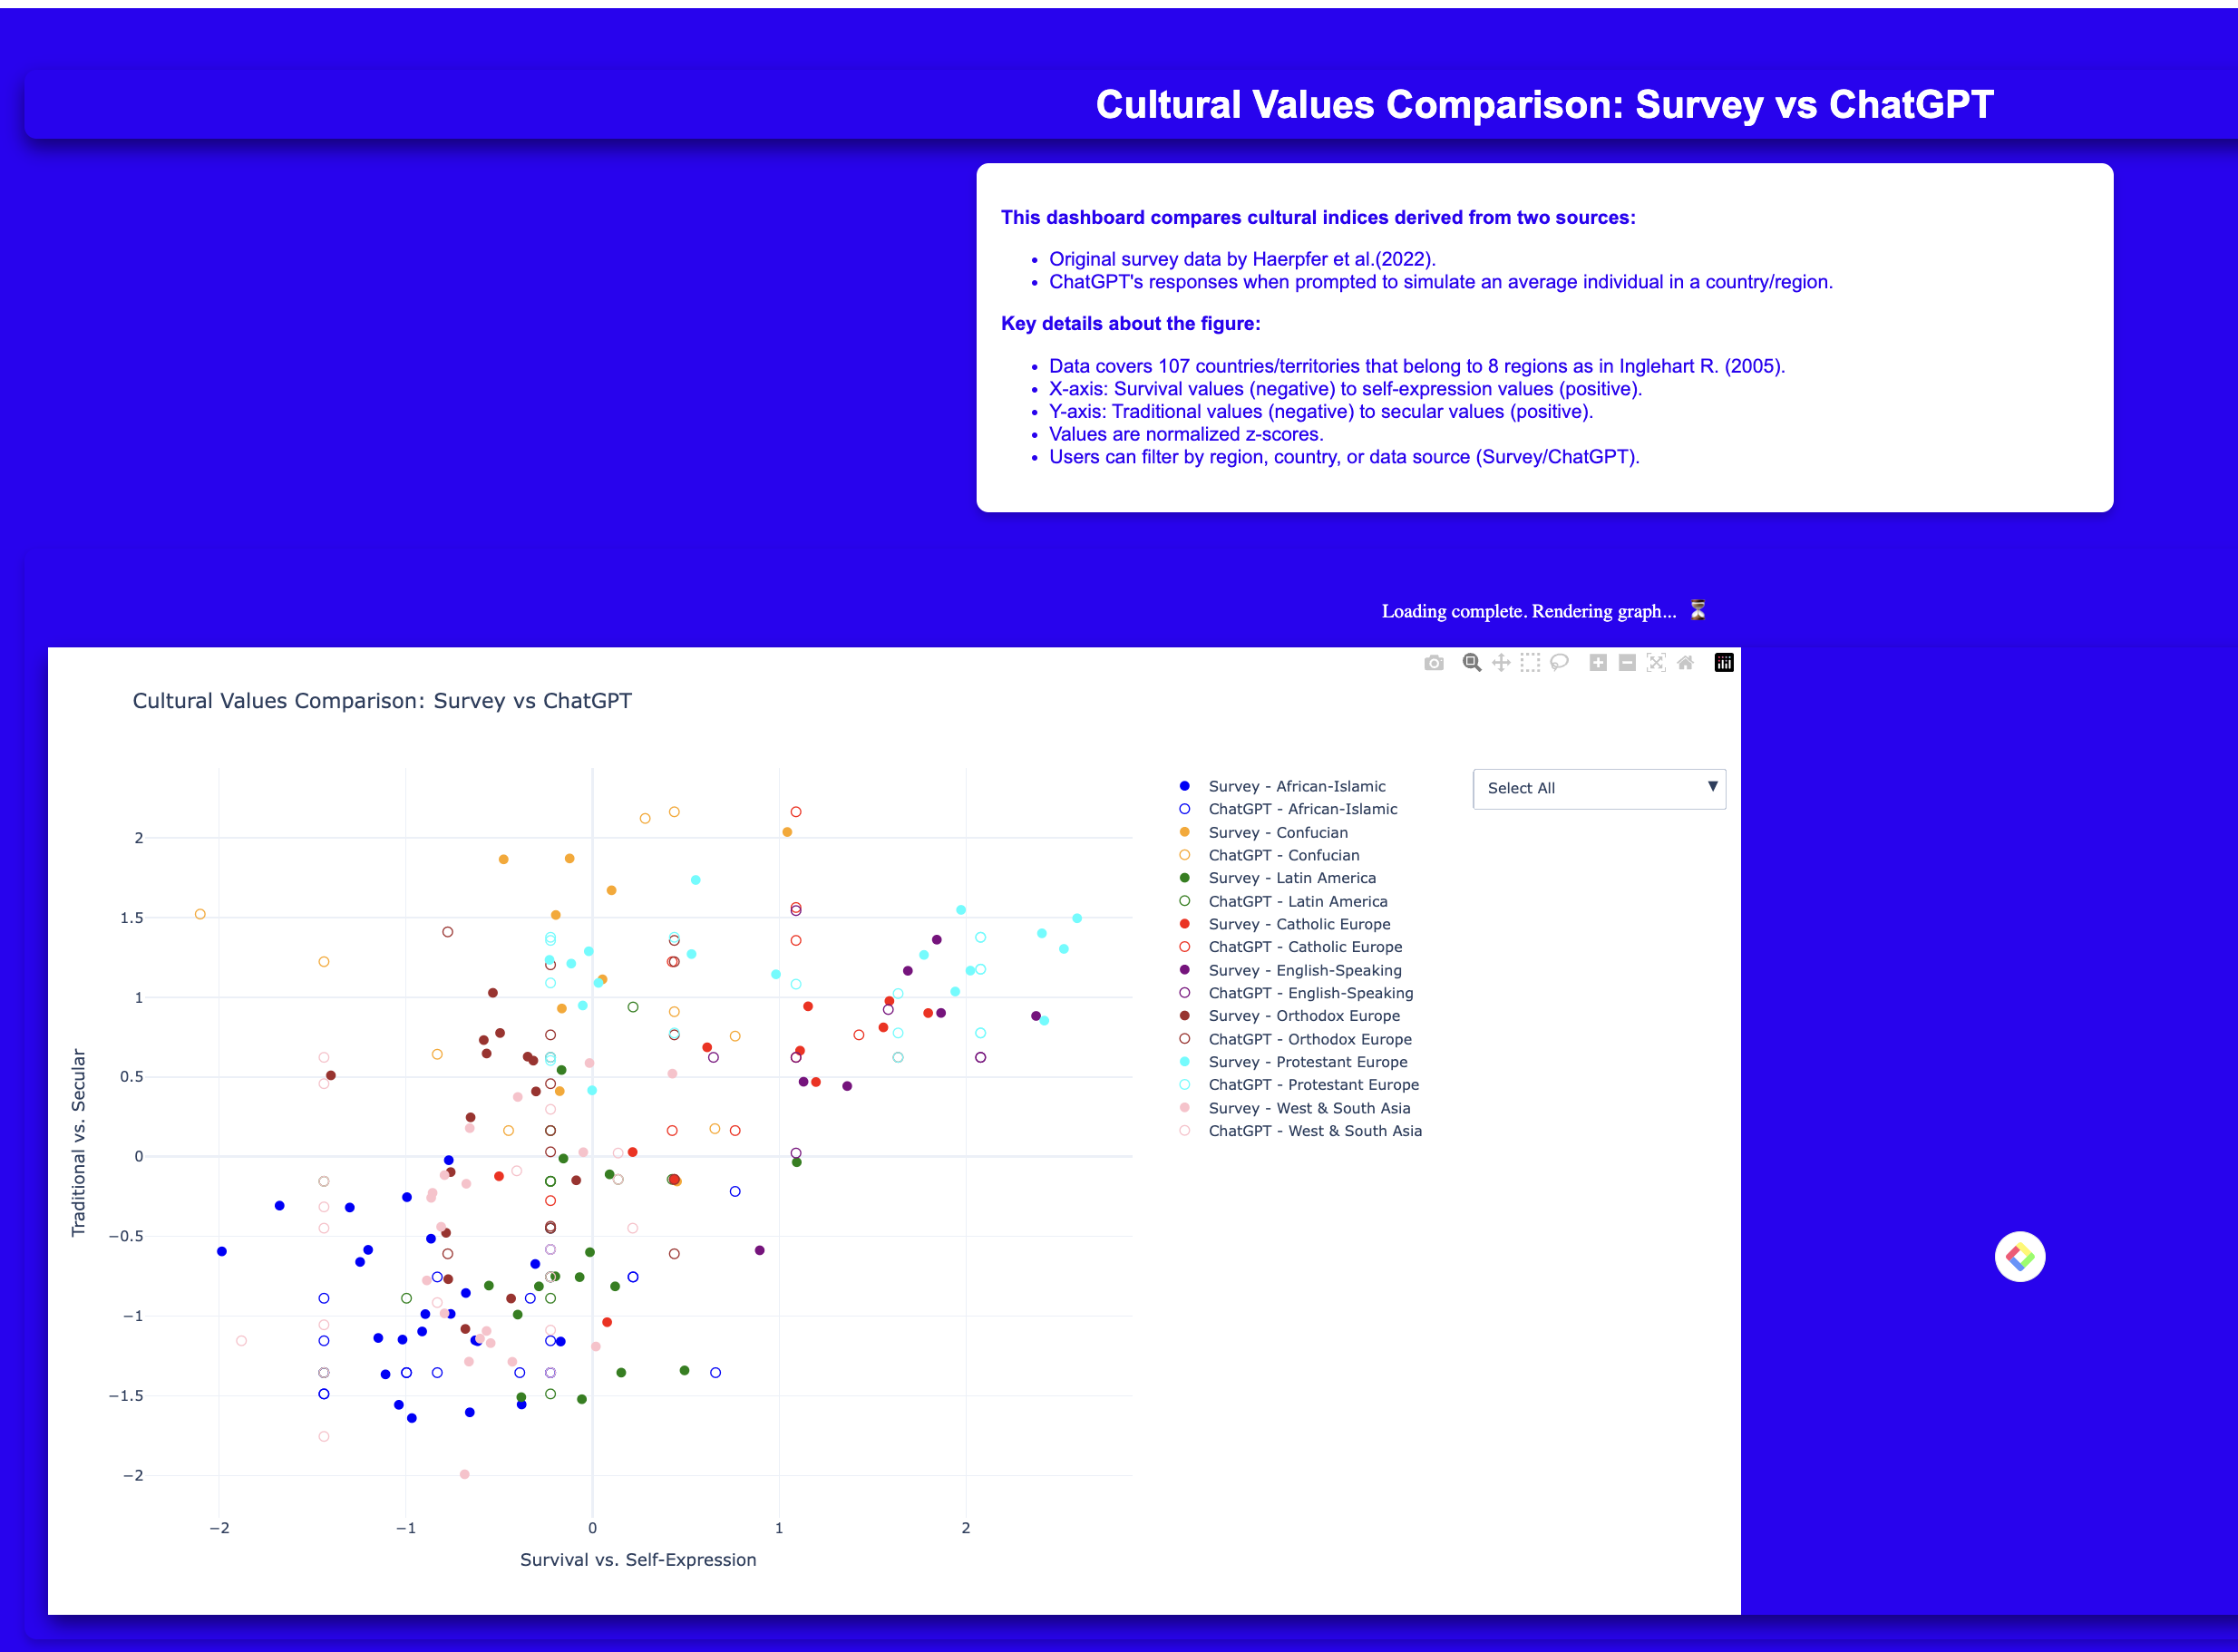 Cultural Values Comparison: Survey vs ChatGPT
This dashboard compares cultural indices derived from two sources:
• Original survey data by Haerpfer et al.(2022).
• ChatGPT's responses when prompted to simulate an average individual in a country/region.
Key details about the figure:
• Data covers 107 countries/territories that belong to 8 regions as in Inglehart R. (2005).
• X-axis: Survival values (negative) to self-expression values (positive).
• Y-axis: Traditional values (negative) to secular values (positive).
• Values are normalized z-scores.
• Users can filter by region, country, or data source (Survey/ChatGPT).
Loading complete. Rendering graph... ⏳
Cultural Values Comparison: Survey vs ChatGPT
Traditional vs. Secular
2
1.5
1
0.5
0
−0.5
−1
−1.5
−2
−2
−1
0
1
2
Survival vs. Self-Expression
Survey - African-Islamic
ChatGPT - African-Islamic
Survey - Confucian
ChatGPT - Confucian
Survey - Latin America
ChatGPT - Latin America
Survey - Catholic Europe
ChatGPT - Catholic Europe
Survey - English-Speaking
ChatGPT - English-Speaking
Survey - Orthodox Europe
ChatGPT - Orthodox Europe
Survey - Protestant Europe
ChatGPT - Protestant Europe
Survey - West & South Asia
ChatGPT - West & South Asia
Select All ▼